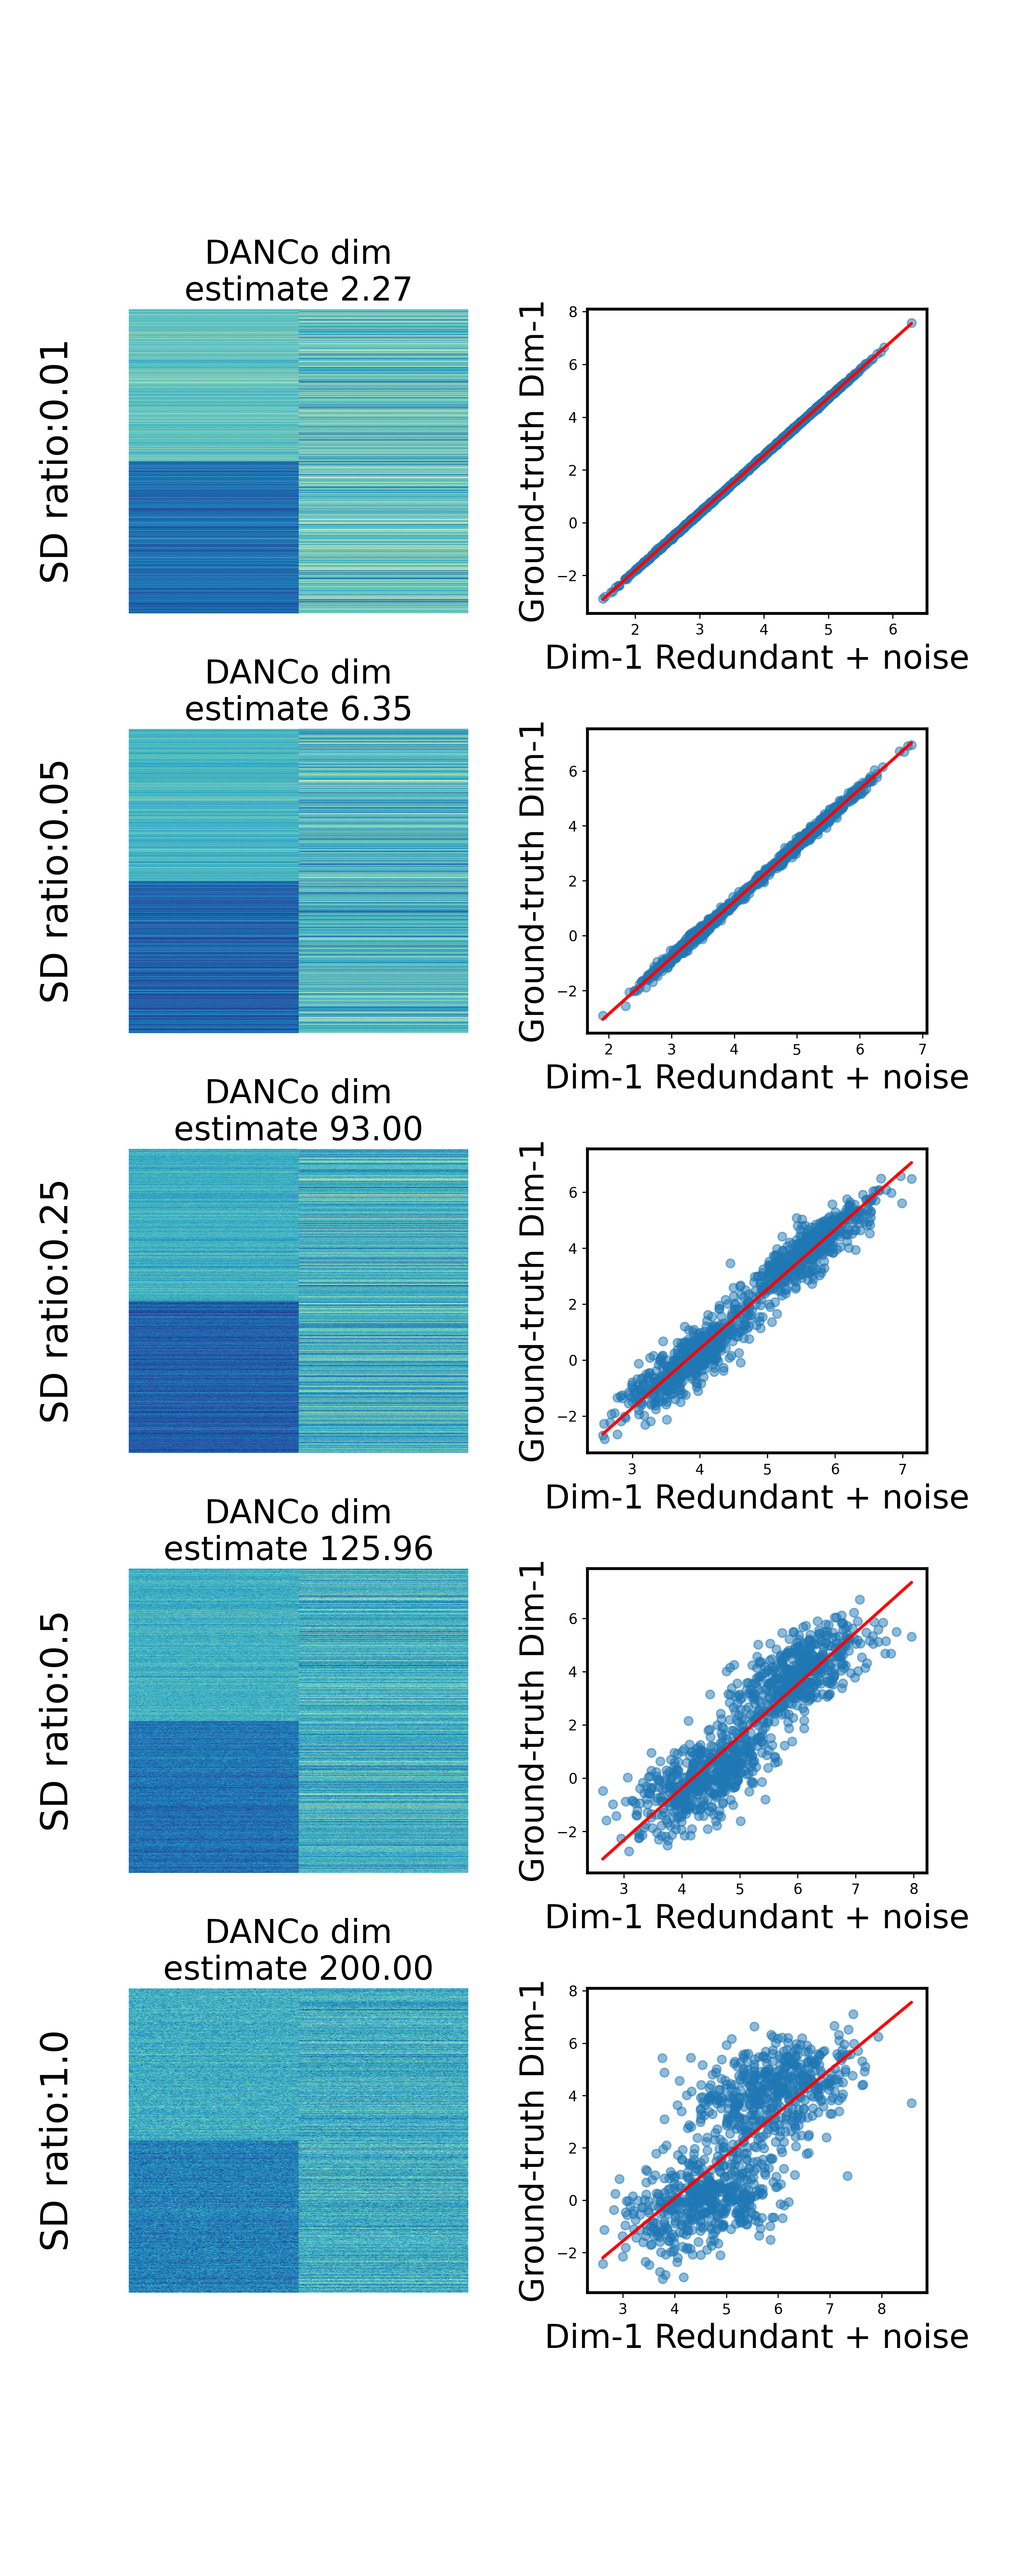 DANCo dim
estimate 2.27
SD ratio:0.01
Ground-truth Dim-1
8
6
4
2
0
−2
2 3 4 5 6
Dim-1 Redundant + noise
DANCo dim
estimate 6.35
SD ratio:0.05
Ground-truth Dim-1
6
4
2
0
−2
2 3 4 5 6 7
Dim-1 Redundant + noise
DANCo dim
estimate 93.00
SD ratio:0.25
Ground-truth Dim-1
6
4
2
0
−2
3 4 5 6 7
Dim-1 Redundant + noise
DANCo dim
estimate 125.96
SD ratio:0.5
Ground-truth Dim-1
6
4
2
0
−2
3 4 5 6 7 8
Dim-1 Redundant + noise
DANCo dim
estimate 200.00
SD ratio:1.0
Ground-truth Dim-1
8
6
4
2
0
−2
3 4 5 6 7 8
Dim-1 Redundant + noise